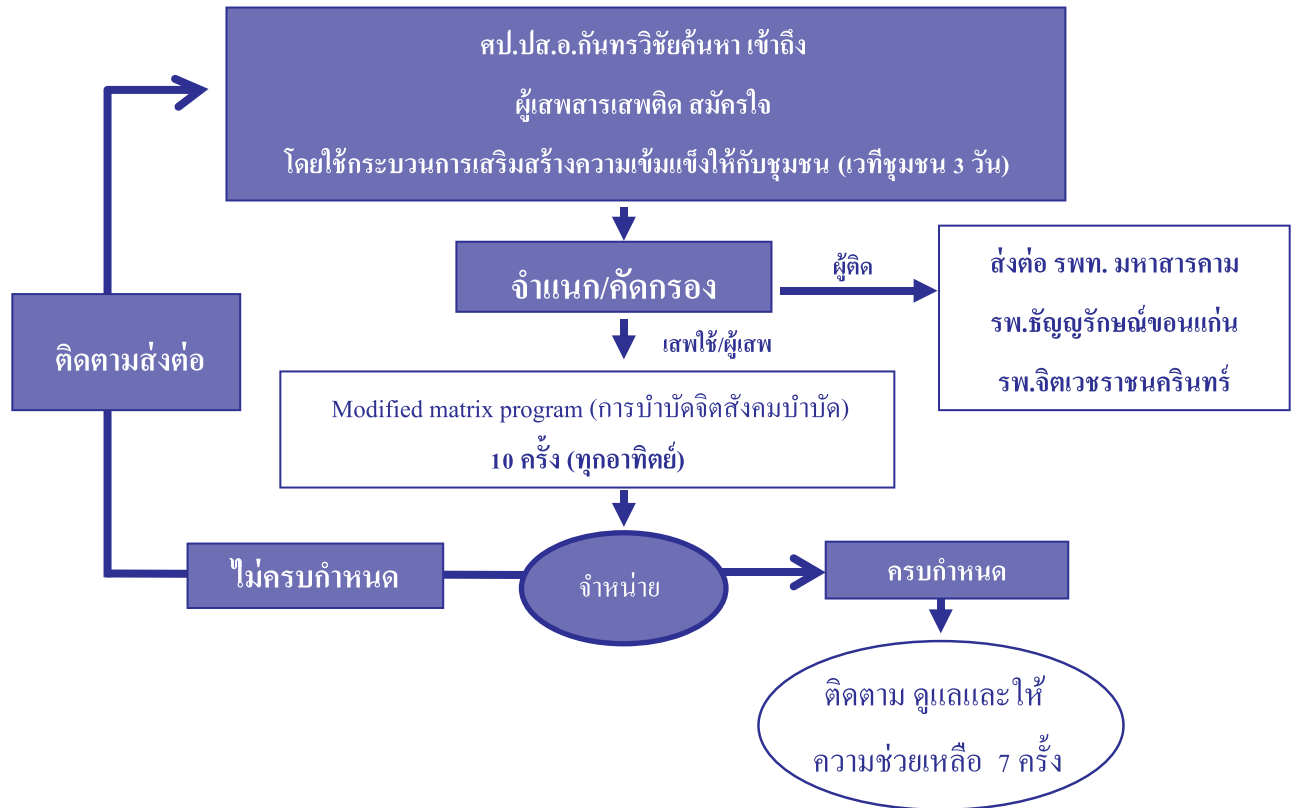 ศป.ปส.อ.กันทรวิชัยค้นหา เข้าถึง
ผู้เสพสารเสพติด สมัครใจ
โดยใช้กระบวนการเสริมสร้างความเข้มแข็งให้กับชุมชน (เวทีชุมชน 3 วัน)
จำแนก/คัดกรอง
ผู้ติด
ส่งต่อ รพท. มหาสารคาม
รพ.ธัญญรักษณ์ขอนแก่น
รพ.จิตเวชราชนครินทร์
ติดตามส่งต่อ
เสพใช้/ผู้เสพ
Modified matrix program (การบำบัดจิตสังคมบำบัด)
10 ครั้ง (ทุกอาทิตย์)
ไม่ครบกำหนด
จำหน่าย
ครบกำหนด
ติดตาม ดูแลและให้
ความช่วยเหลือ 7 ครั้ง